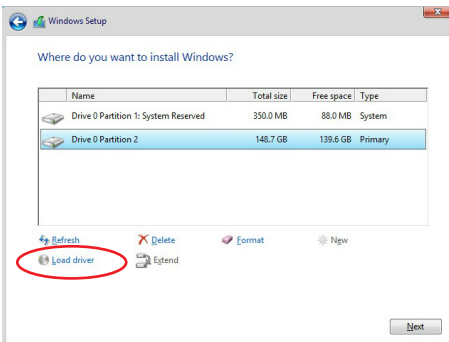 Windows Setup
Where do you want to install Windows?
Name Total size Free space Type
Drive 0 Partition 1: System Reserved 350.0 MB 88.0 MB System
Drive 0 Partition 2 148.7 GB 139.6 GB Primary
Refresh Delete Format New
Load driver Extend
Next